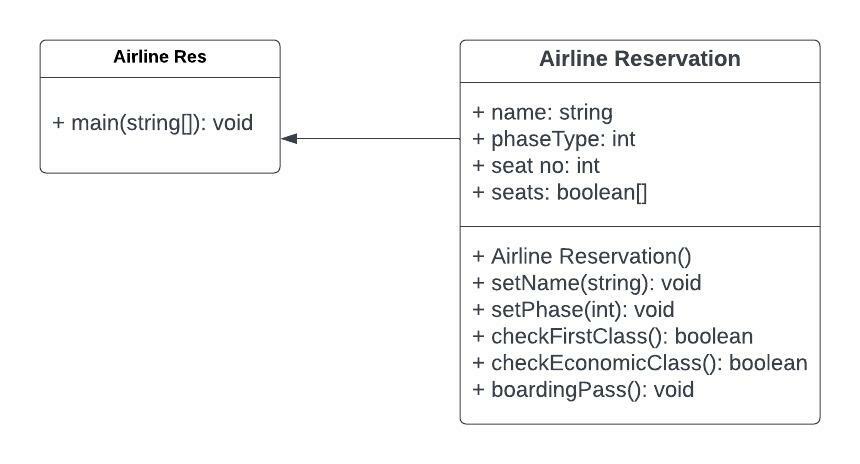 Airline Res
+ main(string[]): void
Airline Reservation
+ name: string
+ phaseType: int
+ seat no: int
+ seats: boolean[]
+ Airline Reservation()
+ setName(string): void
+ setPhase(int): void
+ checkFirstClass(): boolean
+ checkEconomicClass(): boolean
+ boardingPass(): void